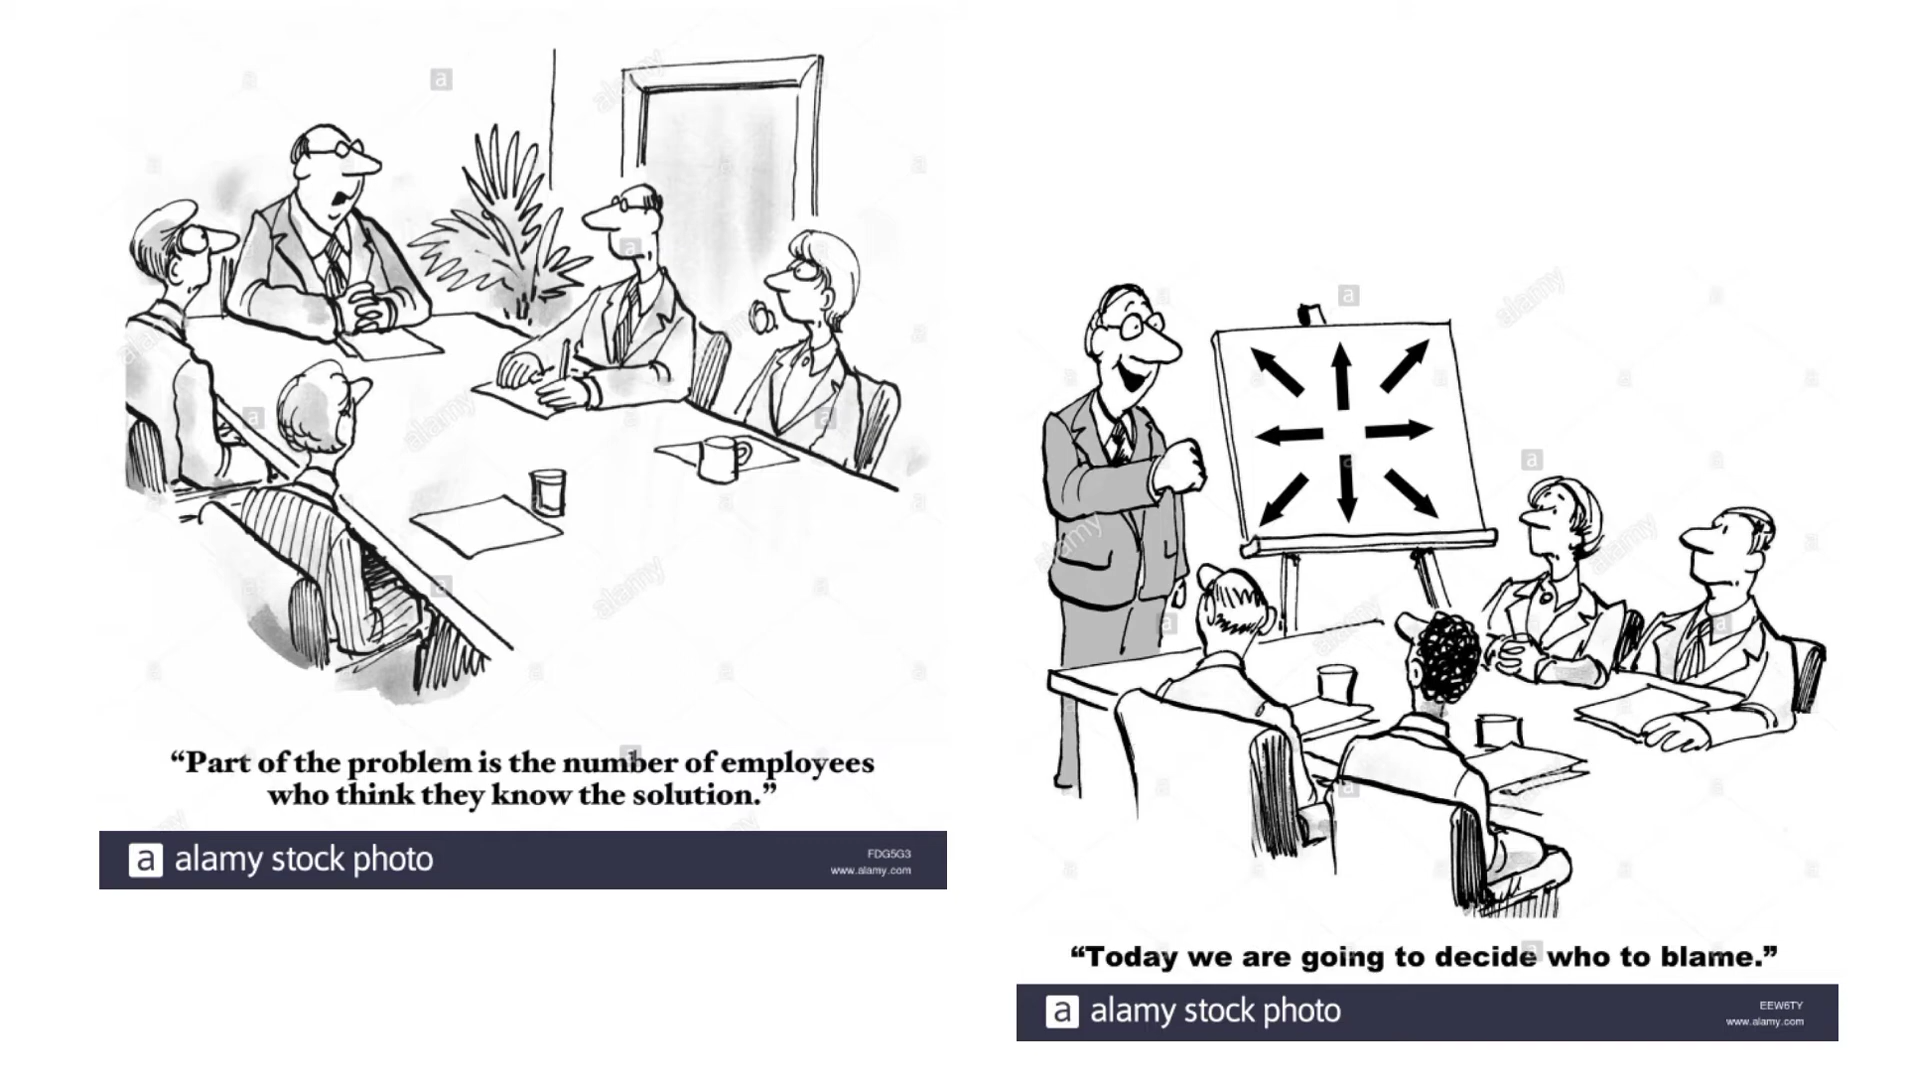 “Part of the problem is the number of employees
who think they know the solution.”
a alamy stock photo
FDG5G3
www.alamy.com
“Today we are going to decide who to blame.”
a alamy stock photo
EEW6TY
www.alamy.com